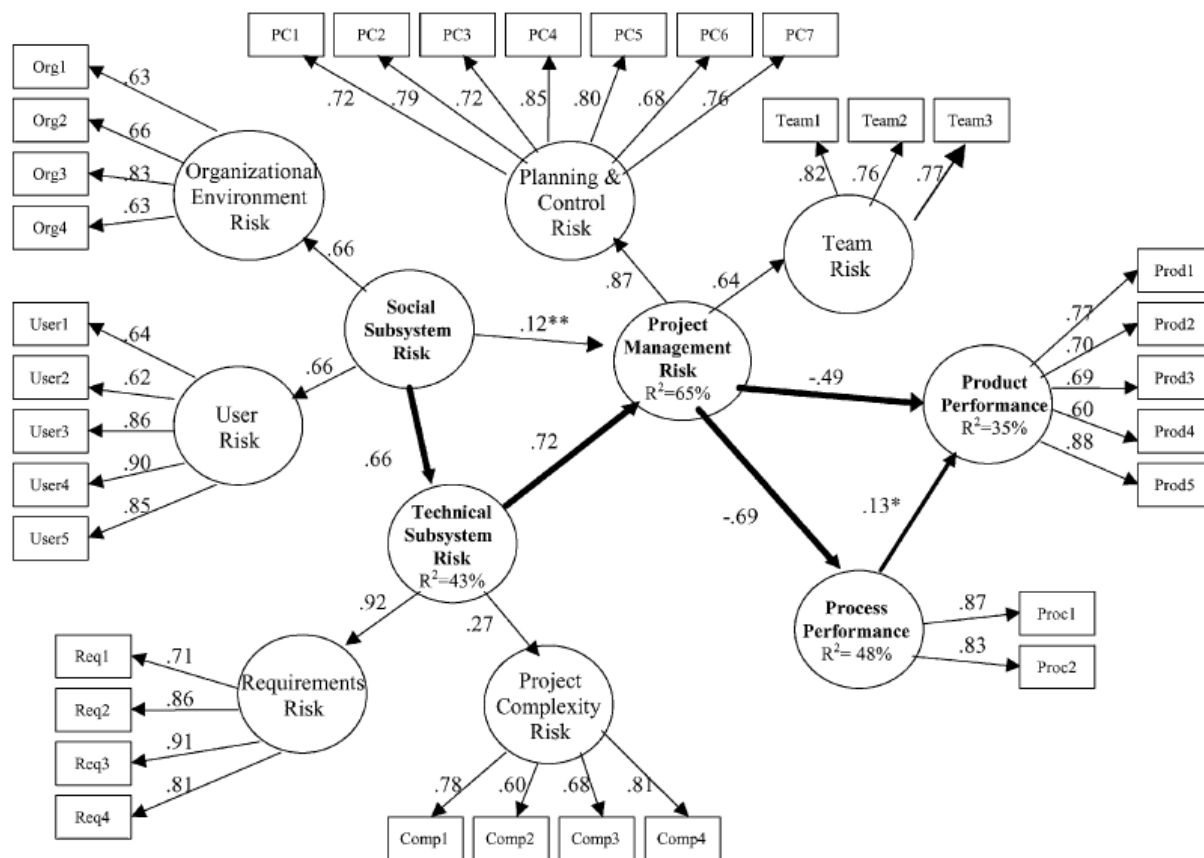 PC1
PC2
PC3
PC4
PC5
PC6
PC7
.72
.79
.72
.85
.80
.68
.76
Org1
Org2
Org3
Org4
.63
.66
.83
.63
Organizational
Environment
Risk
Planning &
Control
Risk
Team1
Team2
Team3
.82
.76
.77
Team
Risk
.66
.87
.64
Social
Subsystem
Risk
.12**
Project
Management
Risk
R²=65%
User1
User2
User3
User4
User5
.64
.62
.86
.90
.85
User
Risk
.66
.66
.72
-.49
-.69
.13*
Product
Performance
R²=35%
.77
.70
.69
.60
.88
Prod1
Prod2
Prod3
Prod4
Prod5
Technical
Subsystem
Risk
R²=43%
.92
.27
Process
Performance
R²= 48%
.87
.83
Proc1
Proc2
Req1
Req2
Req3
Req4
.71
.86
.91
.81
Requirements
Risk
Project
Complexity
Risk
.78
.60
.68
.81
Comp1
Comp2
Comp3
Comp4